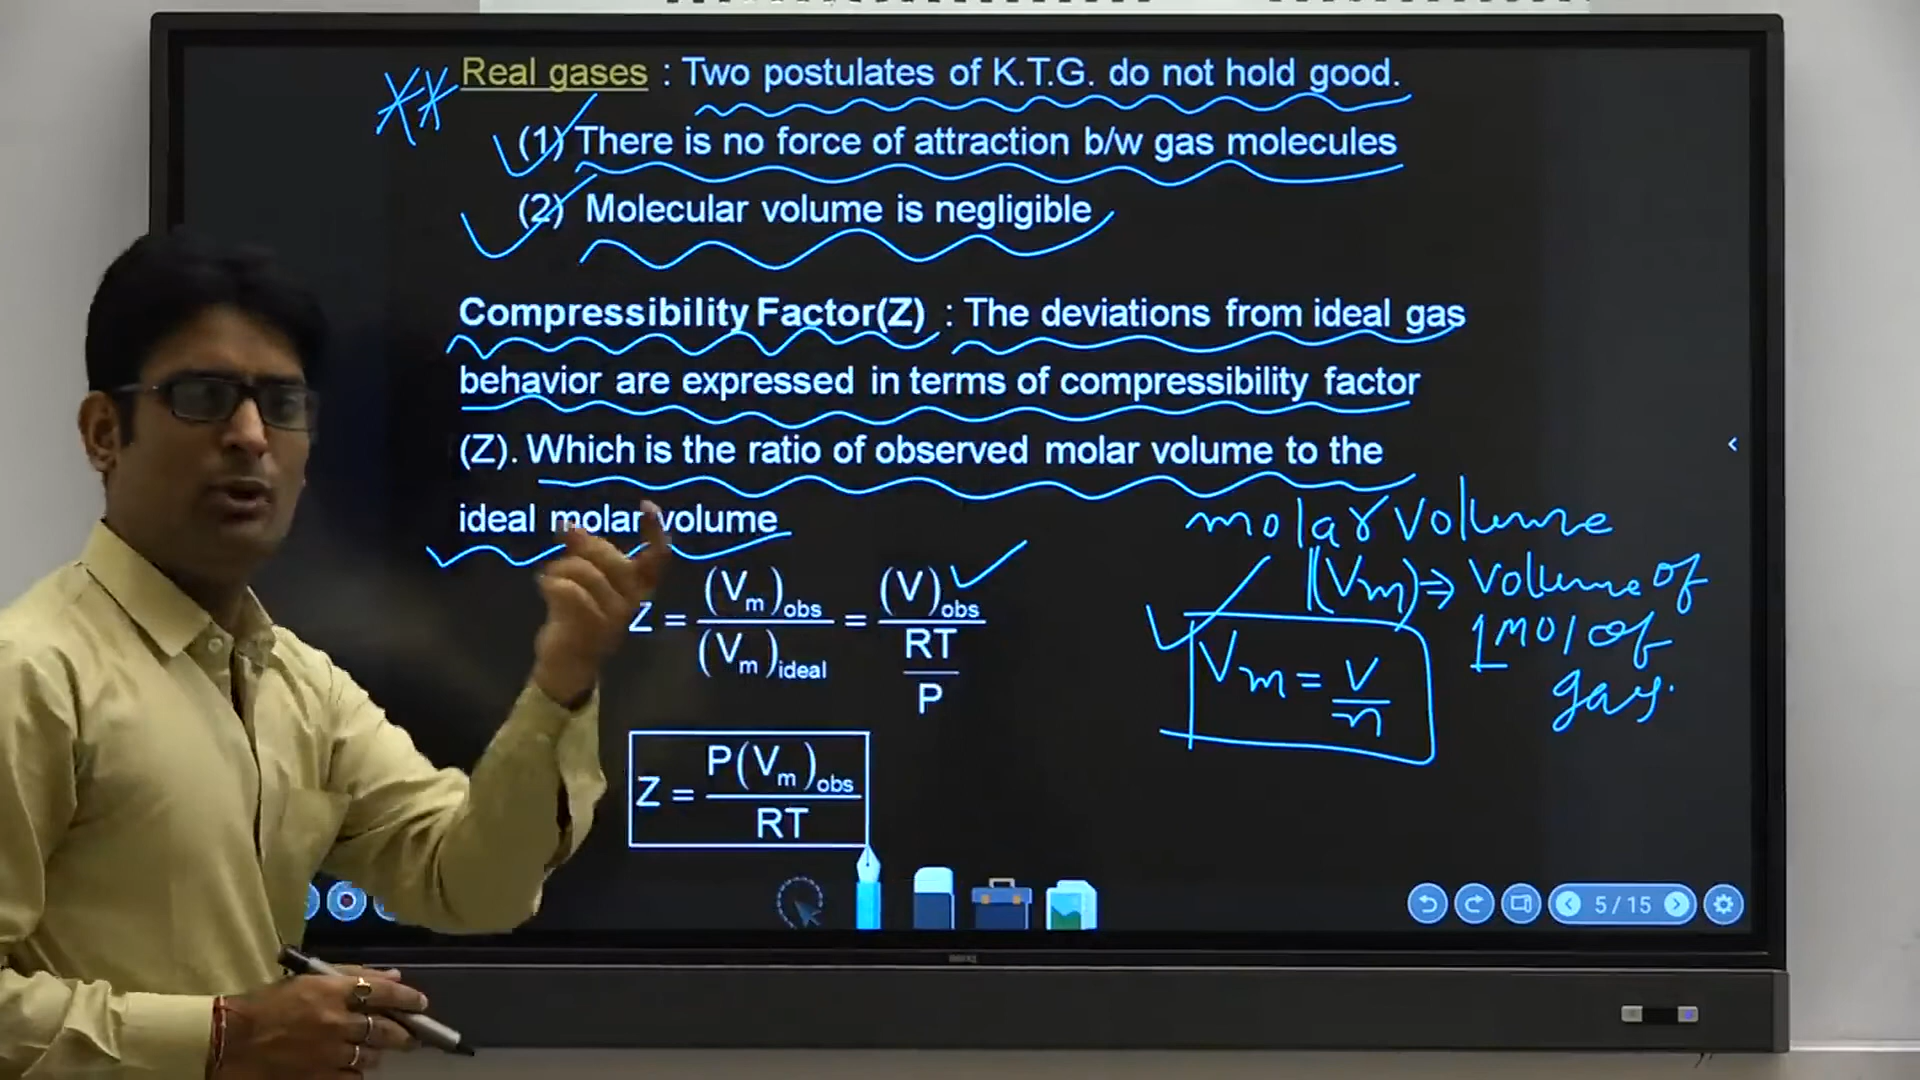 Real gases : Two postulates of K.T.G. do not hold good.
(1) There is no force of attraction b/w gas molecules
(2) Molecular volume is negligible
Compressibility Factor(Z) : The deviations from ideal gas
behavior are expressed in terms of compressibility factor
(Z). Which is the ratio of observed molar volume to the
ideal molar volume
Z = (Vm)obs / (Vm)ideal = (V)obs / (RT / P)
Z = P(Vm)obs / RT
molar volume
(Vm) ⇒ volume of
1 mol of
gas.
Vm = V / n
5 / 15
BenQ